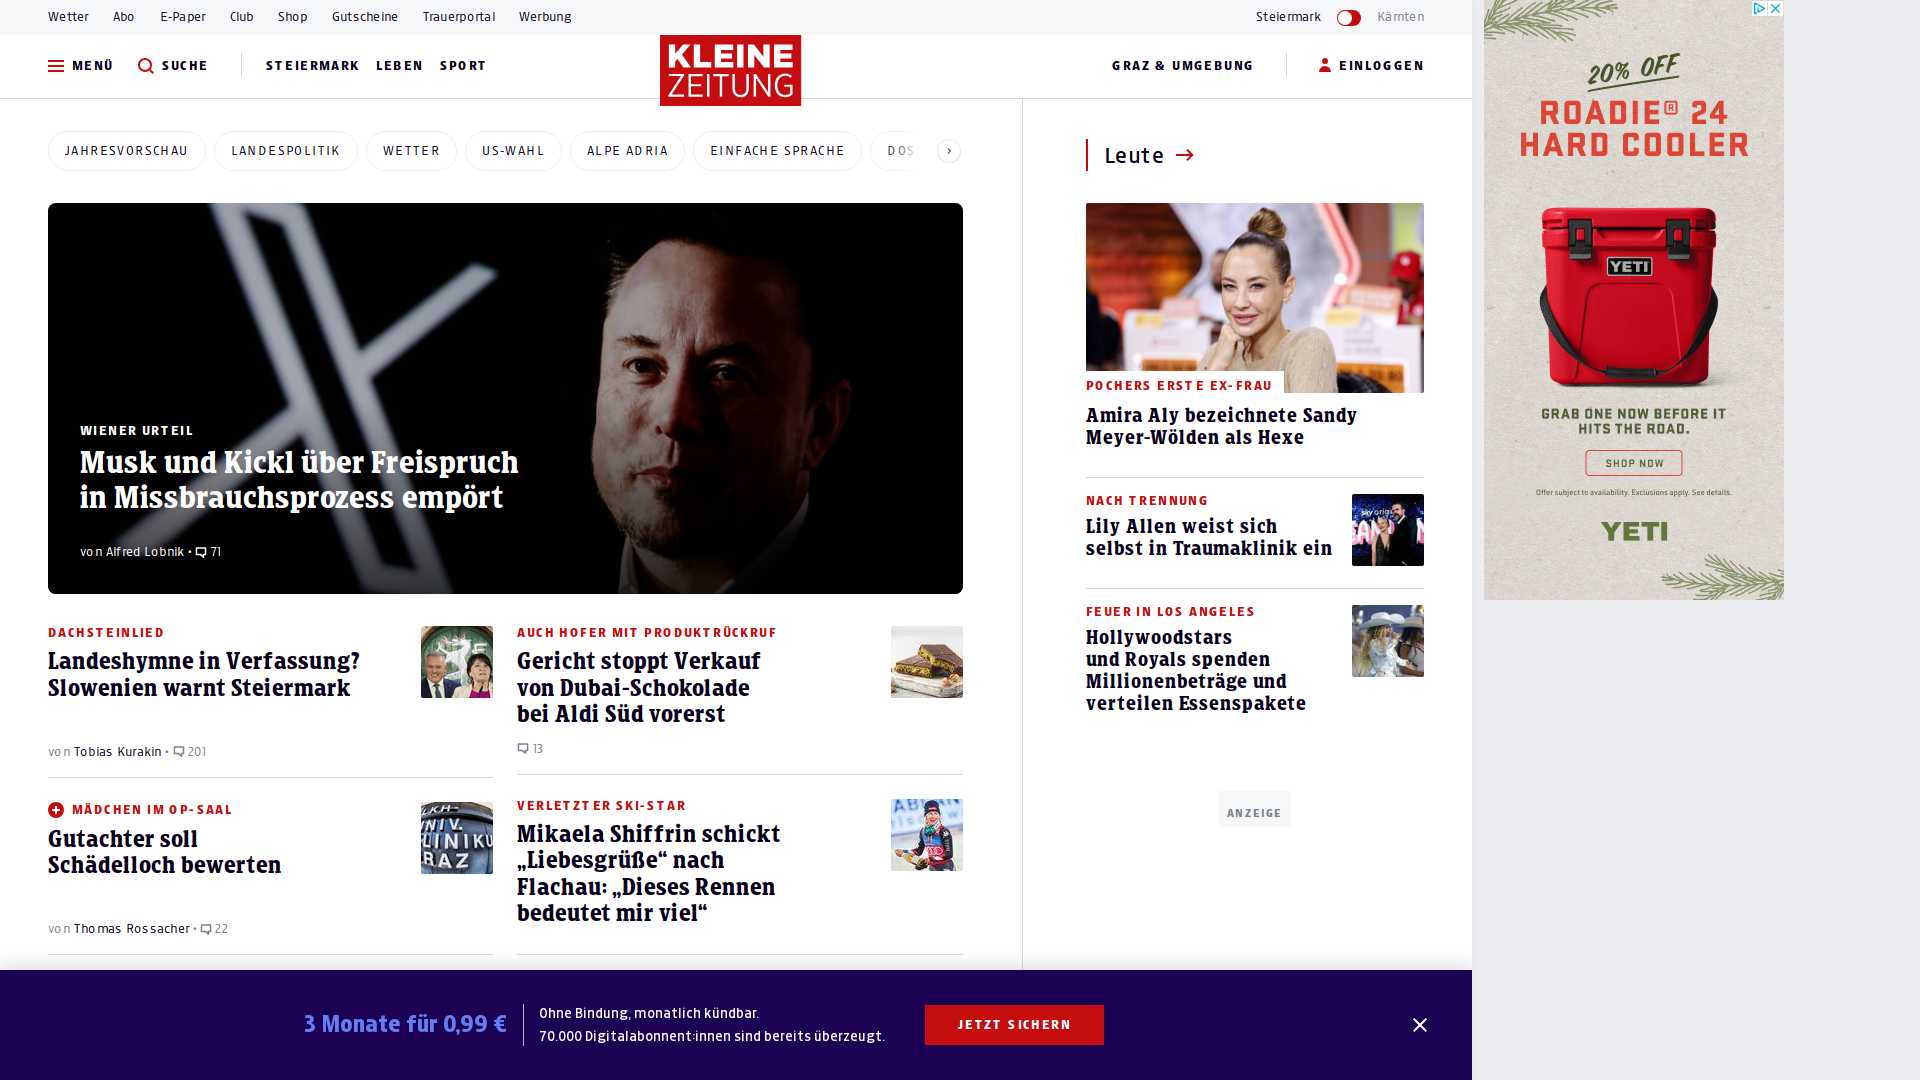 Wetter
Abo
E-Paper
Club
Shop
Gutscheine
Trauerportal
Werbung
Steiermark
Kärnten
MENÜ
SUCHE
STEIERMARK
LEBEN
SPORT
KLEINE
ZEITUNG
GRAZ & UMGEBUNG
EINLOGGEN
JAHRESVORSCHAU
LANDESPOLITIK
WETTER
US-WAHL
ALPE ADRIA
EINFACHE SPRACHE
DOS
WIENER URTEIL
Musk und Kickl über Freispruch
in Missbrauchsprozess empört
von Alfred Lobnik • 71
DACHSTEINLIED
Landeshymne in Verfassung?
Slowenien warnt Steiermark
von Tobias Kurakin • 201
AUCH HOFER MIT PRODUKTRÜCKRUF
Gericht stoppt Verkauf
von Dubai-Schokolade
bei Aldi Süd vorerst
13
MÄDCHEN IM OP-SAAL
Gutachter soll
Schädelloch bewerten
von Thomas Rossacher • 22
LKH-
UNIV.
LINIKU
RAZ
VERLETZTER SKI-STAR
Mikaela Shiffrin schickt
„Liebesgrüße“ nach
Flachau: „Dieses Rennen
bedeutet mir viel“
Leute
POCHERS ERSTE EX-FRAU
Amira Aly bezeichnete Sandy
Meyer-Wölden als Hexe
NACH TRENNUNG
Lily Allen weist sich
selbst in Traumaklinik ein
FEUER IN LOS ANGELES
Hollywoodstars
und Royals spenden
Millionenbeträge und
verteilen Essenspakete
ANZEIGE
20% OFF
ROADIE® 24
HARD COOLER
YETI
GRAB ONE NOW BEFORE IT
HITS THE ROAD.
SHOP NOW
Offer subject to availability. Exclusions apply. See details.
YETI
3 Monate für 0,99 €
Ohne Bindung, monatlich kündbar.
70.000 Digitalabonnent:innen sind bereits überzeugt.
JETZT SICHERN